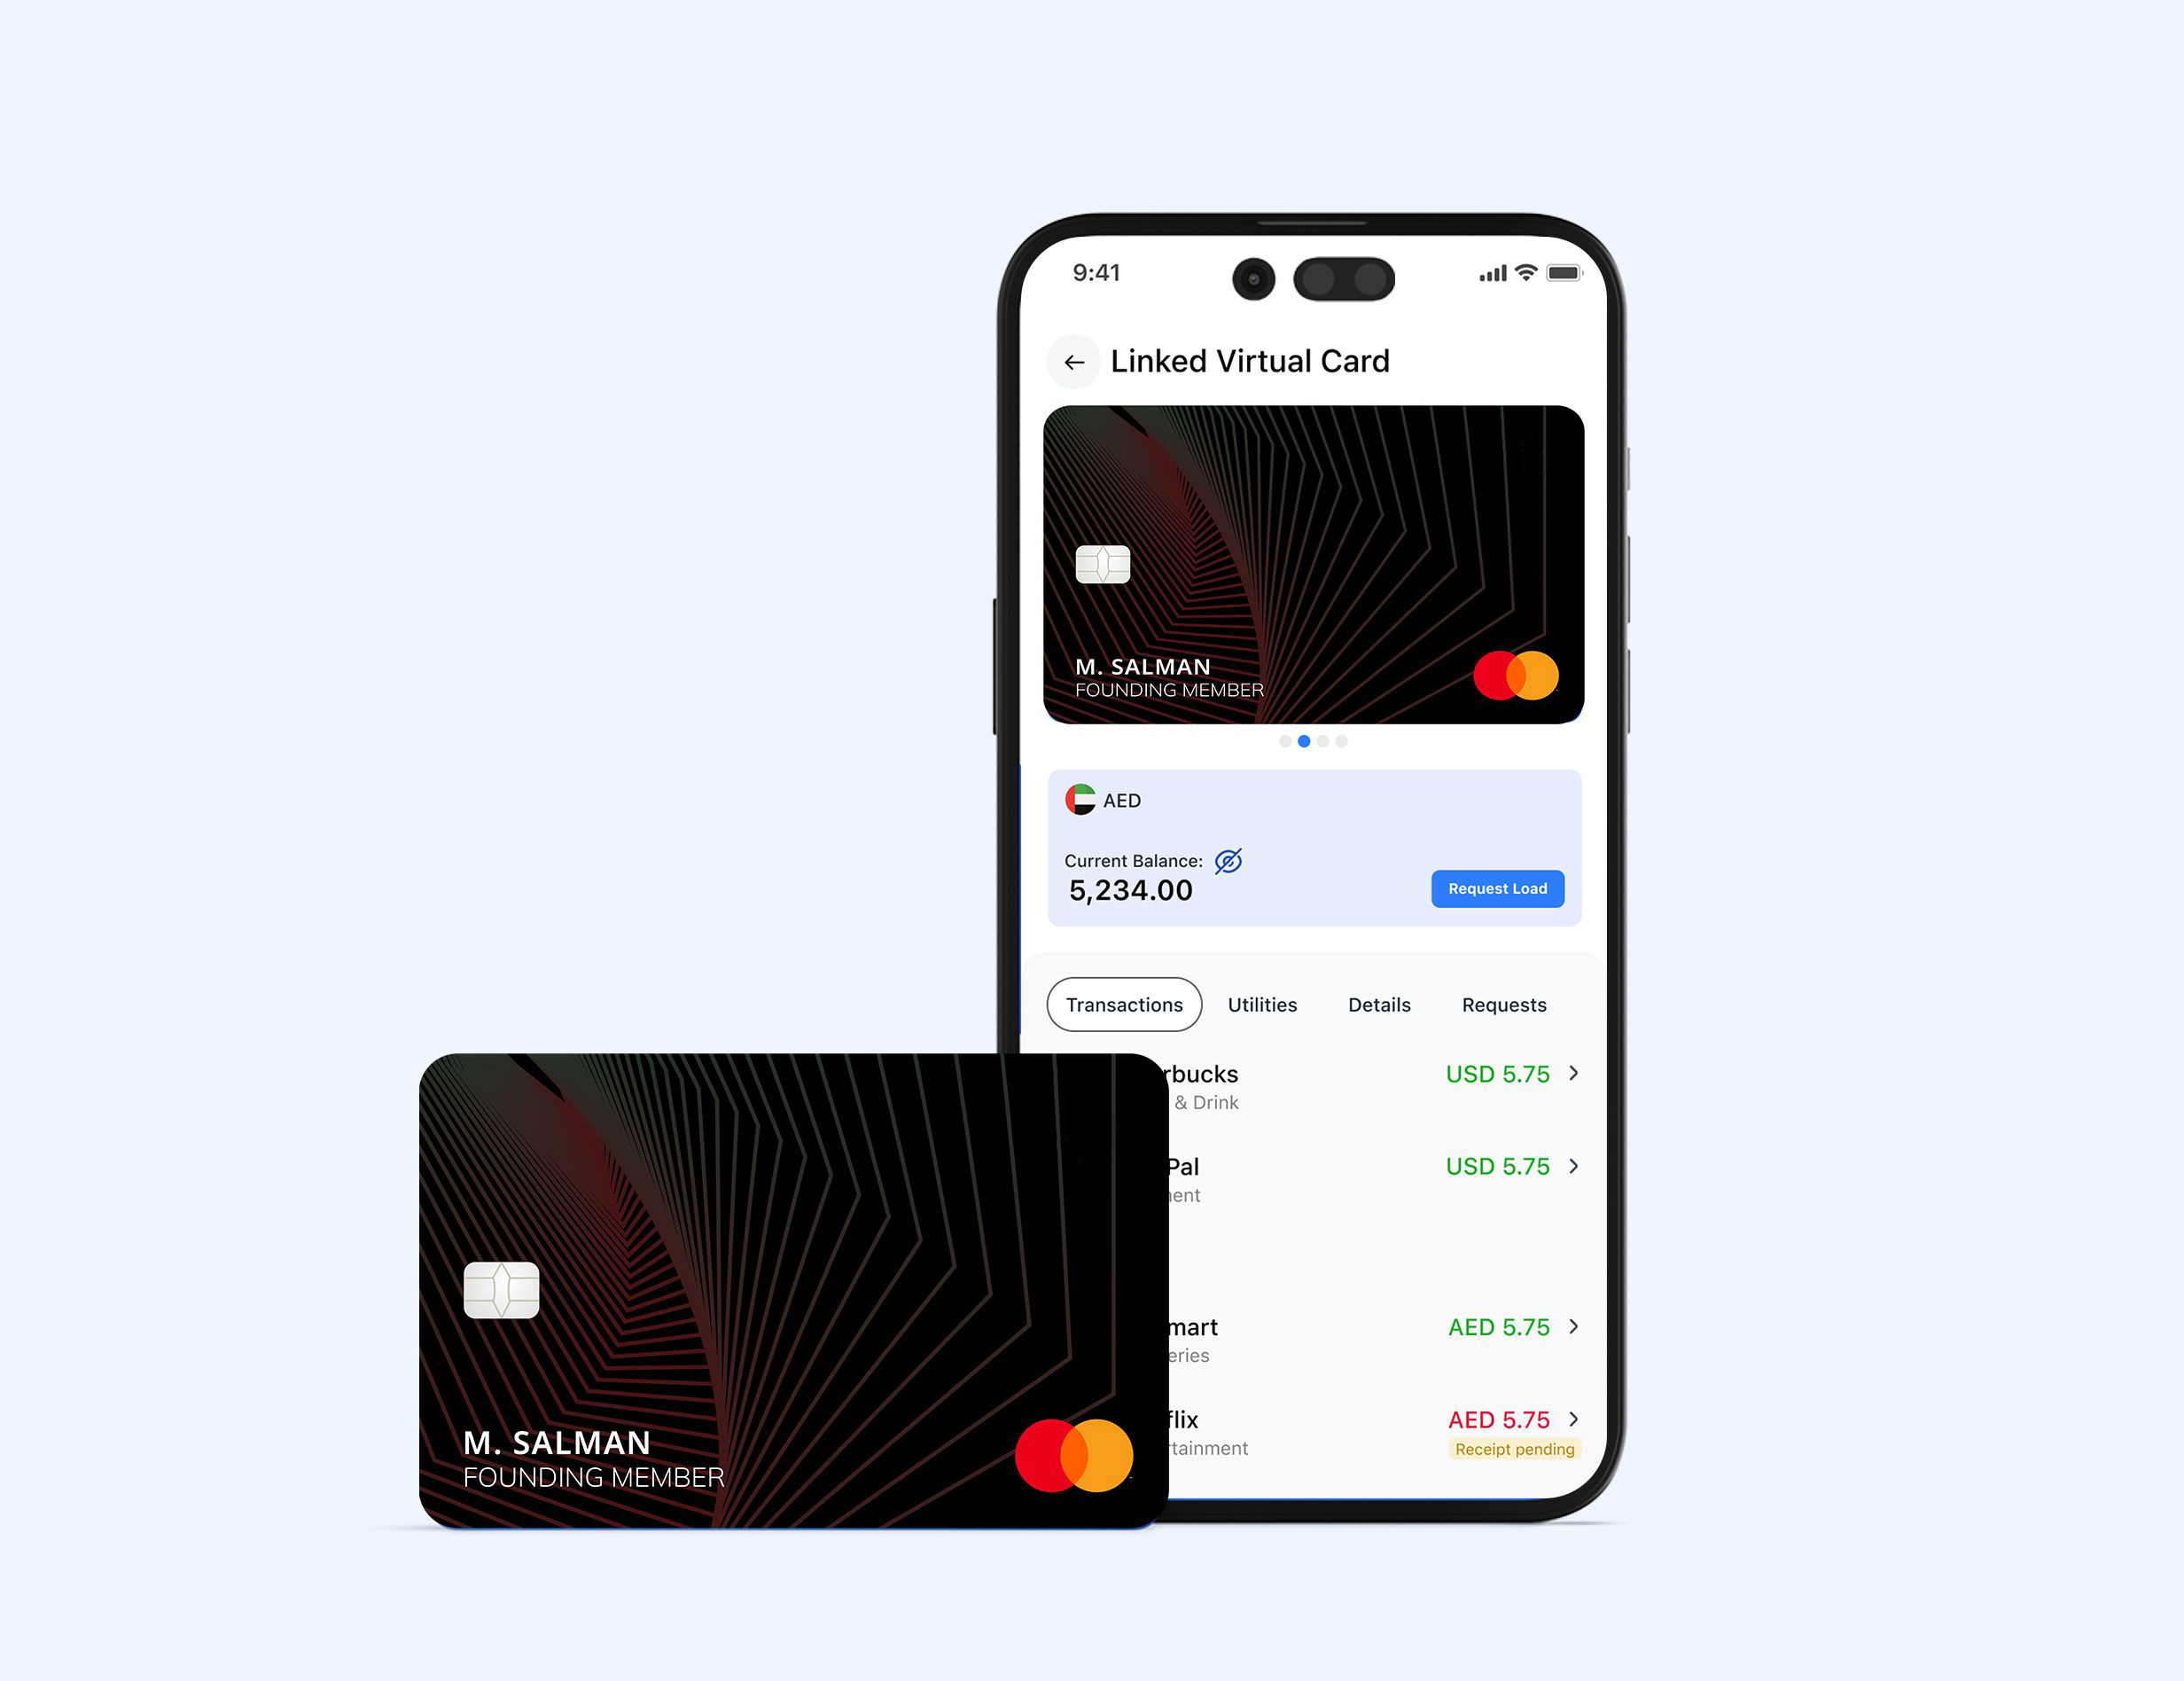 9:41
Linked Virtual Card
M. SALMAN
FOUNDING MEMBER
AED
Current Balance:
5,234.00
Request Load
Transactions Utilities Details Requests
rbucks USD 5.75
& Drink
Pal USD 5.75
ent
mart AED 5.75
eries
flix AED 5.75
rtainment Receipt pending
M. SALMAN
FOUNDING MEMBER